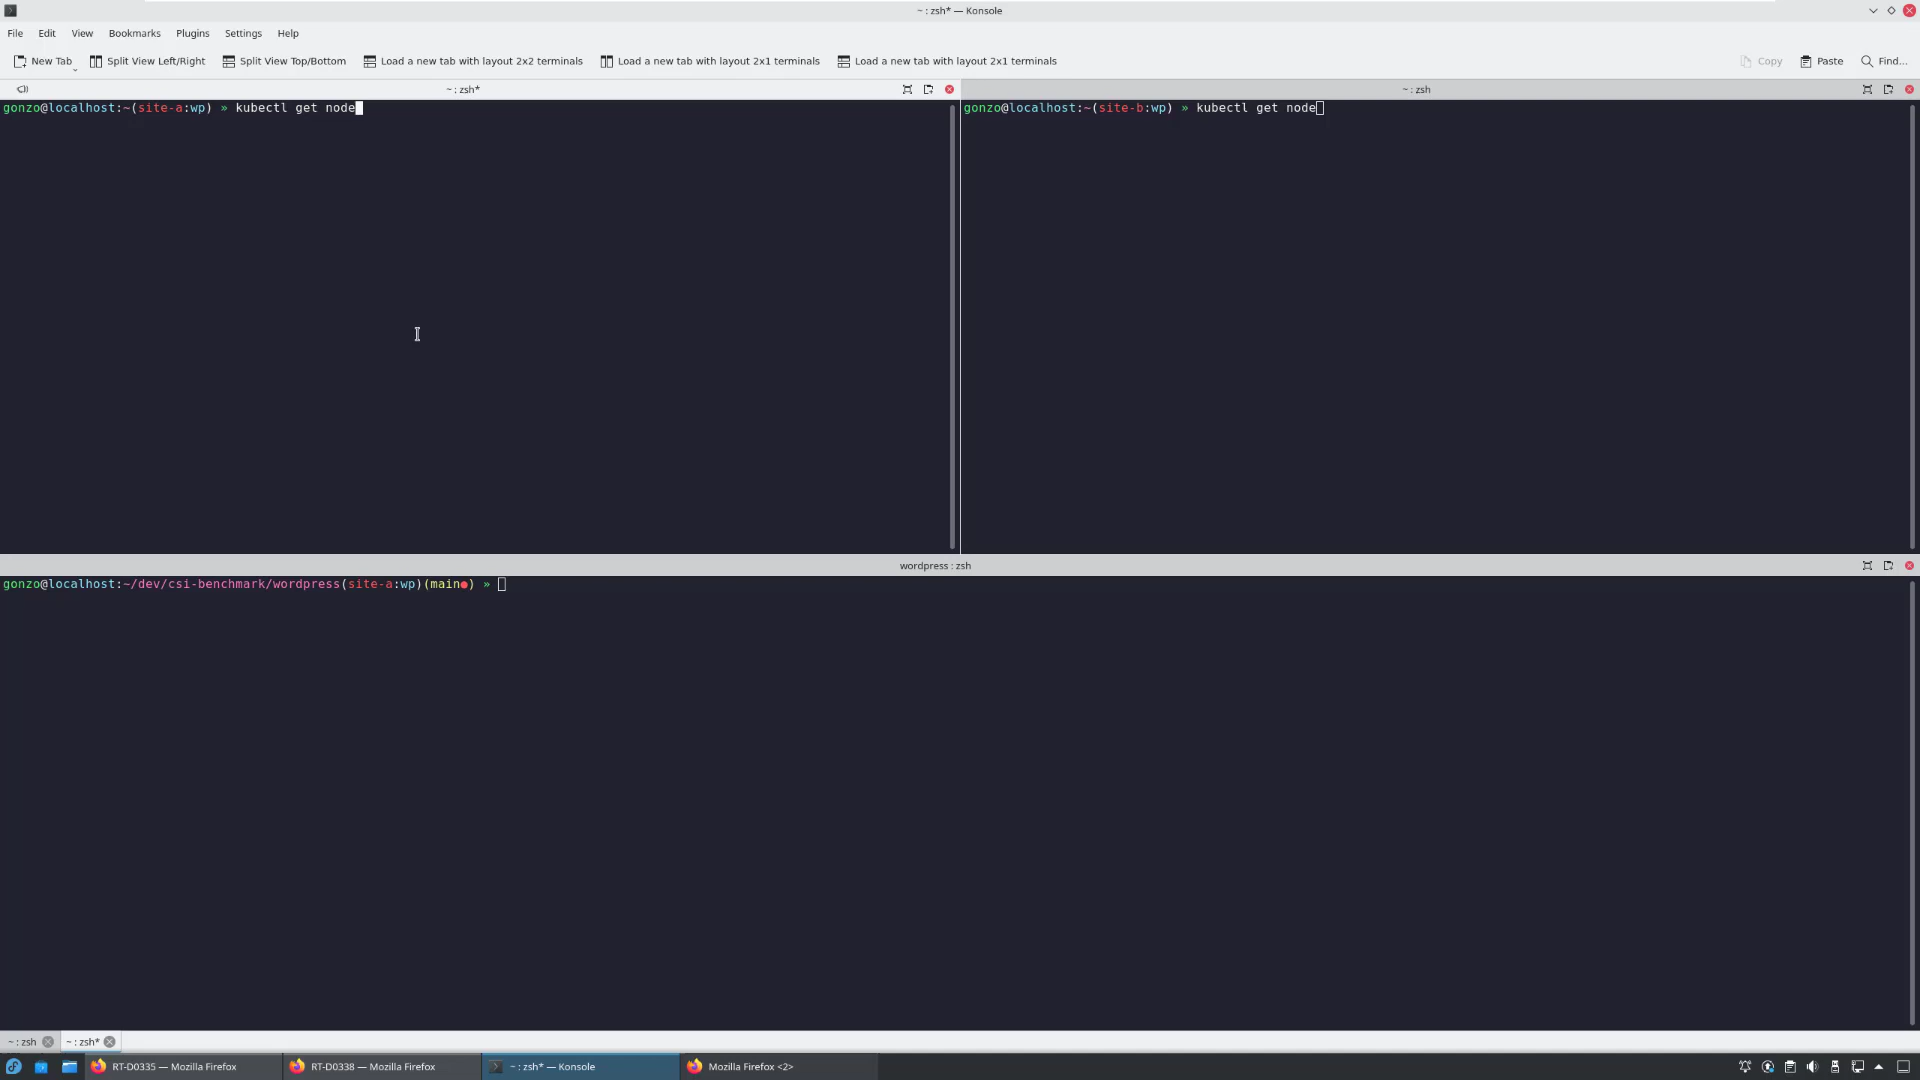 ~ : zsh* — Konsole
File Edit View Bookmarks Plugins Settings Help
New Tab Split View Left/Right Split View Top/Bottom Load a new tab with layout 2x2 terminals Load a new tab with layout 2x1 terminals Load a new tab with layout 2x1 terminals Copy Paste Find...
~ : zsh*
gonzo@localhost:~(site-a:wp) » kubectl get node
~ : zsh
gonzo@localhost:~(site-b:wp) » kubectl get node
wordpress : zsh
gonzo@localhost:~/dev/csi-benchmark/wordpress(site-a:wp)(main●) »
~ : zsh ~ : zsh*
RT-D0335 — Mozilla Firefox RT-D0338 — Mozilla Firefox ~ : zsh* — Konsole Mozilla Firefox <2>